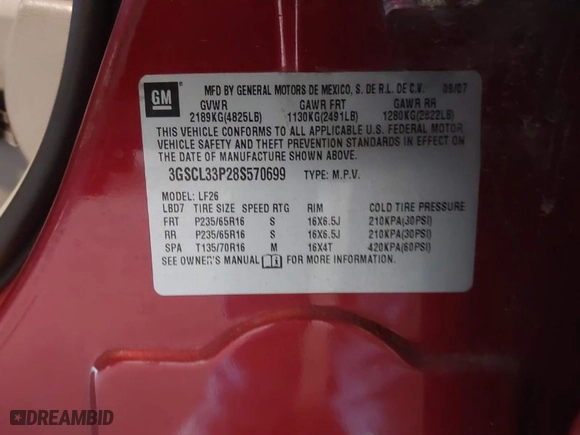 GM
MFD BY GENERAL MOTORS DE MEXICO, S. DE R.L. DE C.V. 09/07
GVWR GAWR FRT GAWR RR
2189KG(4825LB) 1130KG(2491LB) 1280KG(2822LB)
THIS VEHICLE CONFORMS TO ALL APPLICABLE U.S. FEDERAL MOTOR
VEHICLE SAFETY AND THEFT PREVENTION STANDARDS IN EFFECT ON
THE DATE OF MANUFACTURE SHOWN ABOVE.
3GSCL33P28S570699 TYPE: M.P.V.
MODEL: LF26
LBD7 TIRE SIZE SPEED RTG RIM COLD TIRE PRESSURE
FRT P235/65R16 S 16X6.5J 210KPA(30PSI)
RR P235/65R16 S 16X6.5J 210KPA(30PSI)
SPA T135/70R16 M 16X4T 420KPA(60PSI)
SEE OWNER'S MANUAL FOR MORE INFORMATION.
DREAMBID